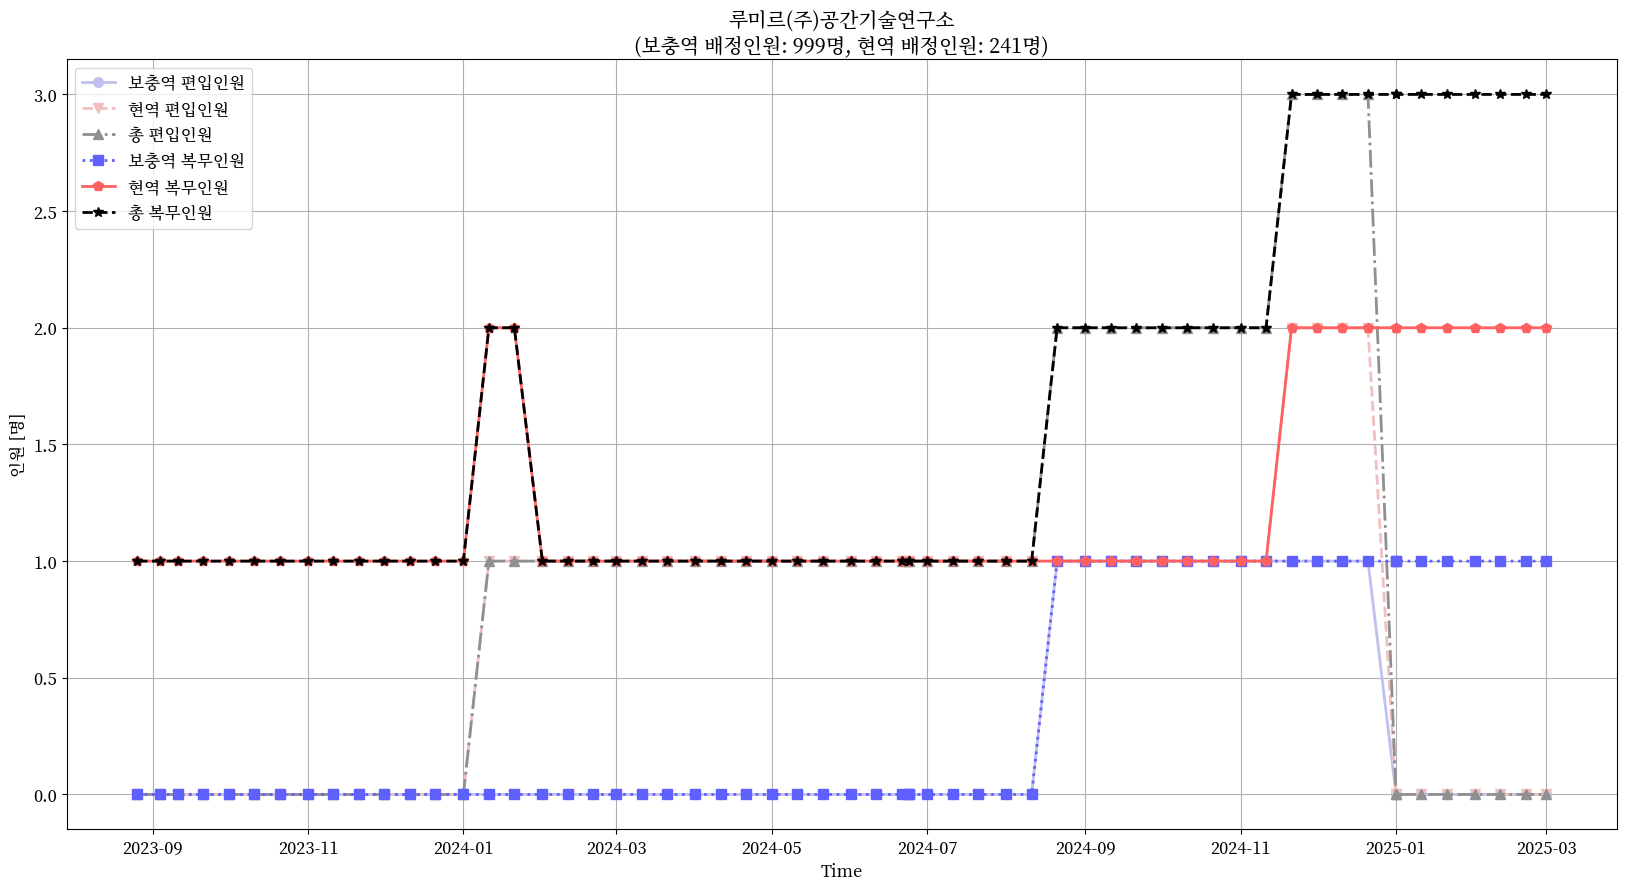 루미르(주)공간기술연구소
(보충역 배정인원: 999명, 현역 배정인원: 241명)
보충역 편입인원
현역 편입인원
총 편입인원
보충역 복무인원
현역 복무인원
총 복무인원
3.0
2.5
2.0
1.5
1.0
0.5
0.0
인원 [명]
2023-09
2023-11
2024-01
2024-03
2024-05
2024-07
2024-09
2024-11
2025-01
2025-03
Time